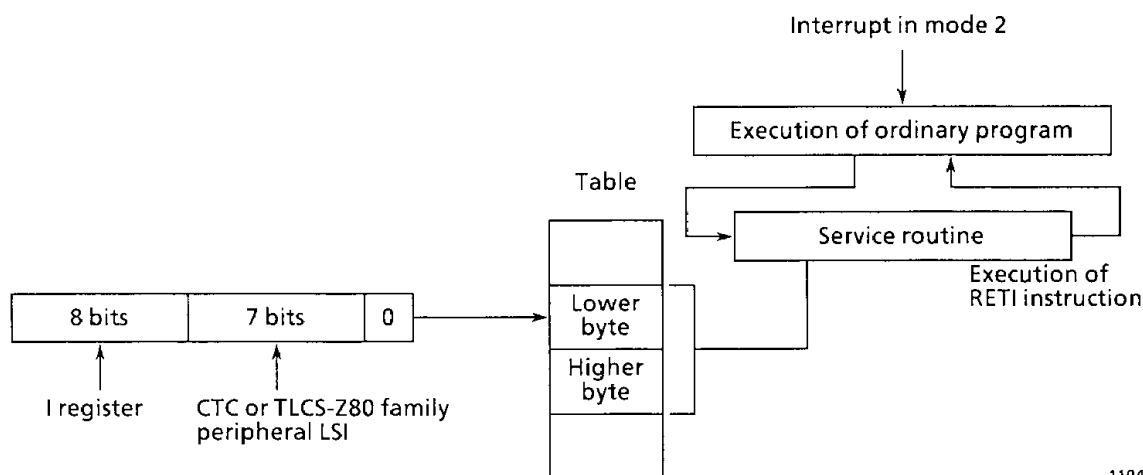 Interrupt in mode 2
Execution of ordinary program
Table
Service routine
Execution of
RETI instruction
8 bits
7 bits
0
Lower
byte
Higher
byte
I register
CTC or TLCS-Z80 family
peripheral LSI